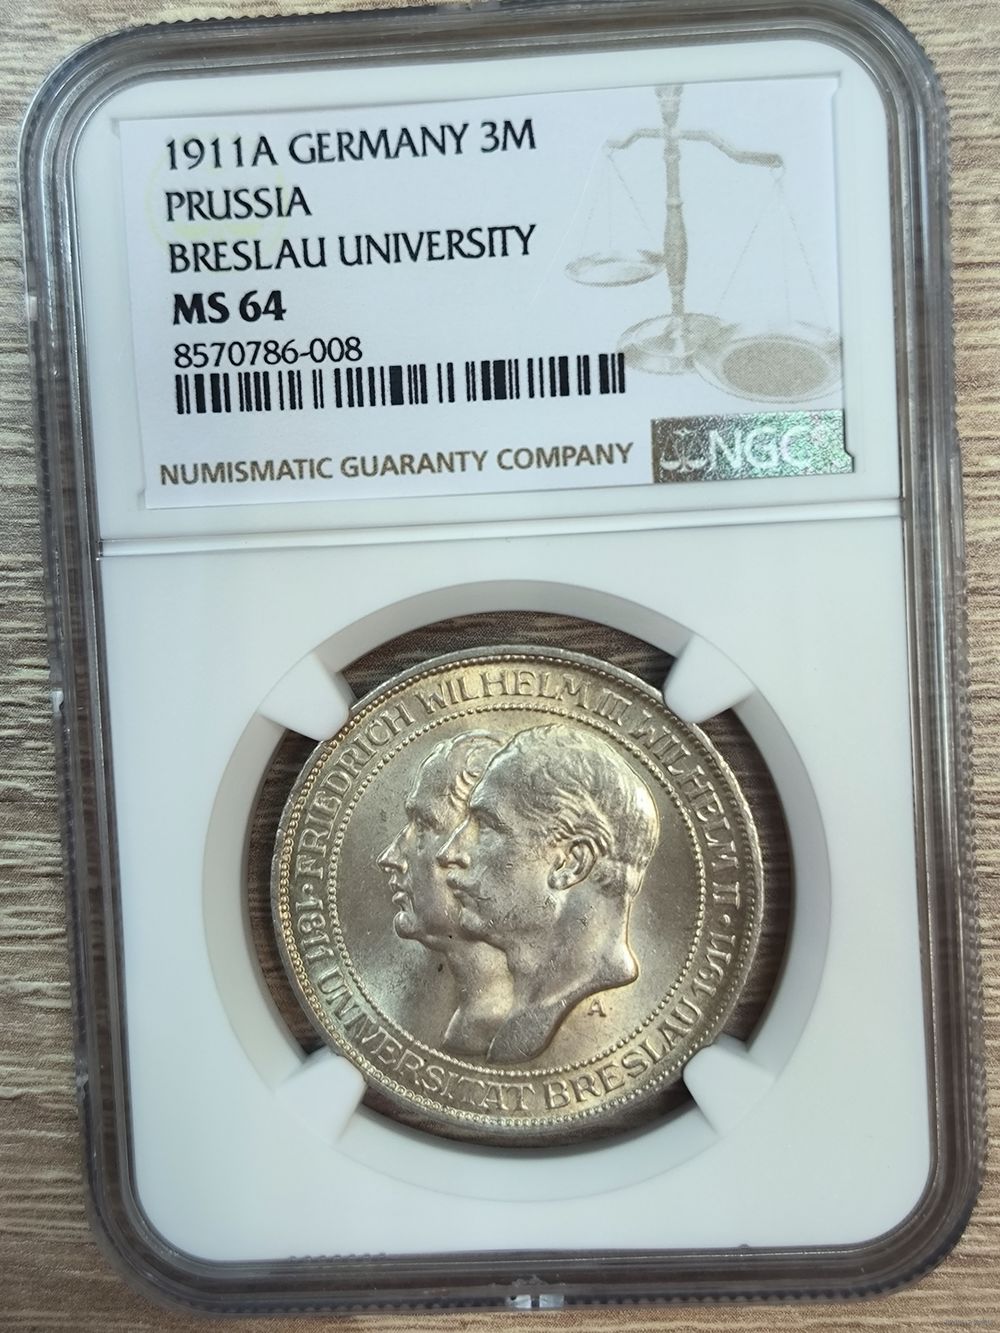 1911A GERMANY 3M
PRUSSIA
BRESLAU UNIVERSITY
MS 64
8570786-008
NUMISMATIC GUARANTY COMPANY
NGC
FRIEDRICH WILHELM III WILHELM II
1811 UNIVERSITÄT BRESLAU 1911
A